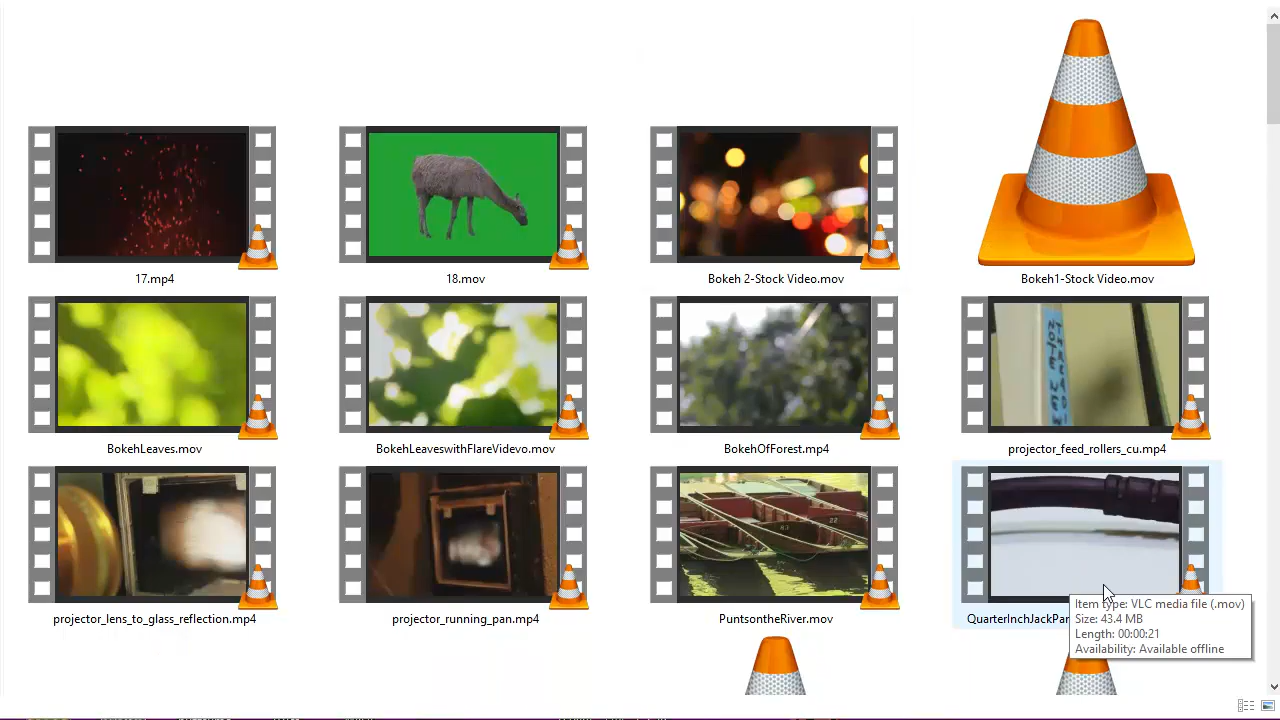 17.mp4
18.mov
Bokeh 2-Stock Video.mov
Bokeh1-Stock Video.mov
BokehLeaves.mov
BokehLeaveswithFlareVidevo.mov
BokehOfForest.mp4
projector_feed_rollers_cu.mp4
projector_lens_to_glass_reflection.mp4
projector_running_pan.mp4
22
PuntsontheRiver.mov
QuarterInchJackPan
Item type: VLC media file (.mov)
Size: 43.4 MB
Length: 00:00:21
Availability: Available offline